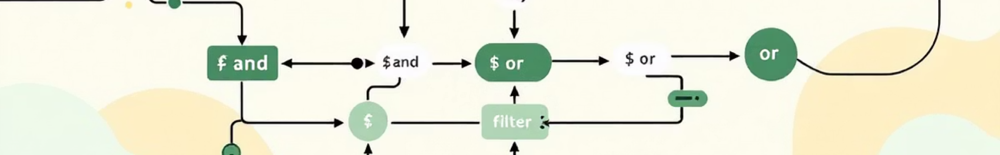 $ and
$and
$ or
$ or
or
$
filter :